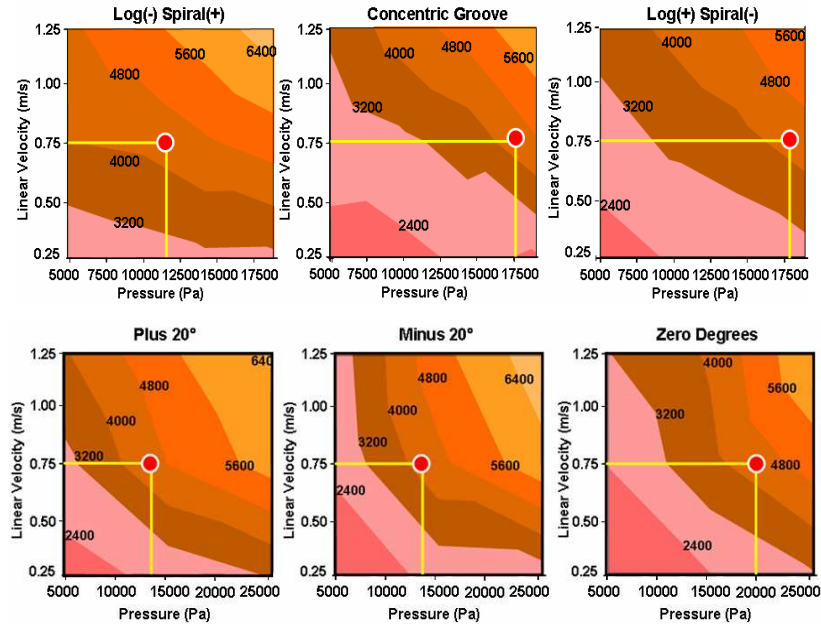 Log(-) Spiral(+)
Linear Velocity (m/s)
1.25
1.00
0.75
0.50
0.25
5600
6400
4800
4000
3200
5000 7500 10000 12500 15000 17500
Pressure (Pa)
Concentric Groove
Linear Velocity (m/s)
1.25
1.00
0.75
0.50
0.25
4800
4000
5600
3200
2400
5000 7500 10000 12500 15000 17500
Pressure (Pa)
Log(+) Spiral(-)
Linear Velocity (m/s)
1.25
1.00
0.75
0.50
0.25
5600
4000
4800
3200
2400
5000 7500 10000 12500 15000 17500
Pressure (Pa)
Plus 20°
Linear Velocity (m/s)
1.25
1.00
0.75
0.50
0.25
640
4800
4000
3200
5600
2400
5000 10000 15000 20000 25000
Pressure (Pa)
Minus 20°
Linear Velocity (m/s)
1.25
1.00
0.75
0.50
0.25
4800
6400
4000
3200
5600
2400
5000 10000 15000 20000 25000
Pressure (Pa)
Zero Degrees
Linear Velocity (m/s)
1.25
1.00
0.75
0.50
0.25
4000
5600
3200
4800
2400
5000 10000 15000 20000 25000
Pressure (Pa)